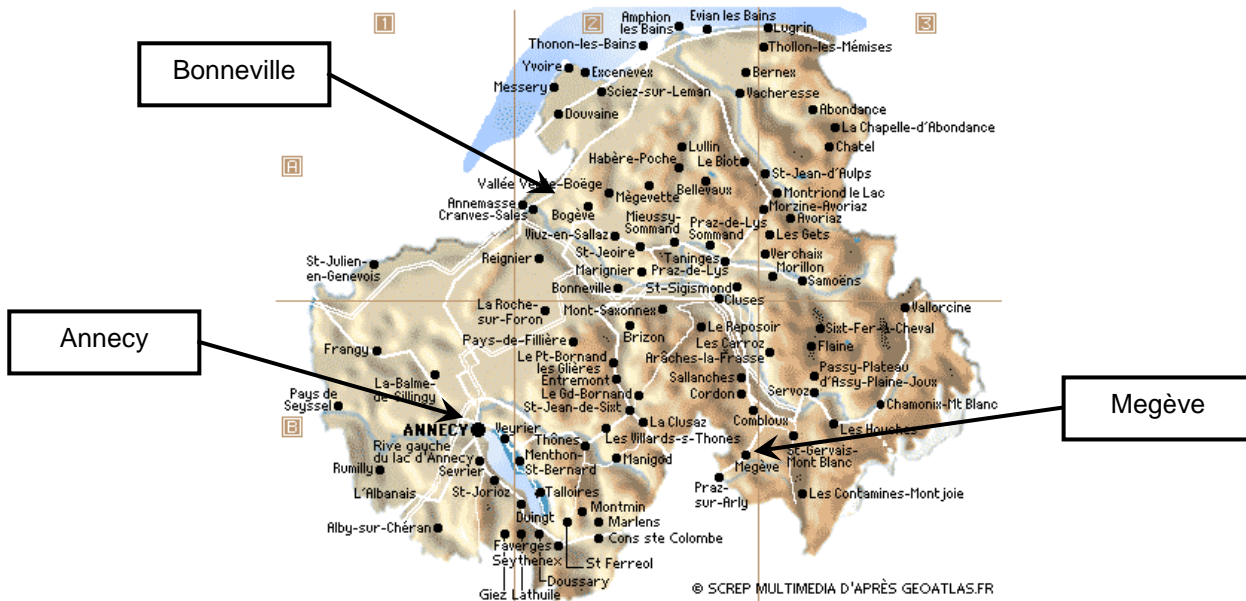 1
2
3
Amphion
les Bains
Evian les Bains
Lugrin
Thonon-les-Bains
Thollon-les-Mémises
Bonneville
Yvoire
Excenevex
Bernex
Messery
Sciez-sur-Leman
Vacheresse
Douvaine
Abondance
La Chapelle-d'Abondance
Lullin
Chatel
Habère-Poche
Le Biot
A
St-Jean-d'Aulps
Vallée
Boëge
Mègevette
Bellevaux
Montriond le Lac
Annemasse
Cranves-Sales
Bogève
Morzine-Avoriaz
Mieussy-
Sommand
Praz-de-Lys
Sommand
Avoriaz
Viuz-en-Sallaz
Les Gets
St-Jeoire
Taninges
Verchaix
St-Julien-
en-Genevois
Reignier
Marignier
Praz-de-Lys
Morillon
Samoëns
Bonneville
St-Sigismond
Cluses
La Roche-
sur-Foron
Mont-Saxonnex
Vallorcine
Annecy
Brizon
Le Reposoir
Sixt-Fer-à-Cheval
Pays-de-Fillière
Les Carroz
Flaine
Frangy
Le Pt-Bornand
les Glières
Arâches-la-Frasse
Passy-Plateau
d'Assy-Plaine-Joux
La-Balme-
de-Sillingy
Entremont
Sallanches
Servoz
Pays de
Seyssel
Le Gd-Bornand
Cordon
Chamonix-Mt Blanc
Megève
St-Jean-de-Sixt
Combloux
B
ANNECY
Veyrier
La Clusaz
Les Houches
Rive gauche
du lac d'Annecy
Thônes
Les Villards-s-Thones
St-Gervais-
Mont Blanc
Menthon-
St-Bernard
Manigod
Megève
Rumilly
Sevrier
L'Albanais
St-Jorioz
Talloires
Praz-
sur-Arly
Les Contamines-Montjoie
Duingt
Montmin
Alby-sur-Chéran
Marlens
Cons ste Colombe
Faverges
Seythenex
St Ferreol
Doussary
Giez
Lathuile
© SCREP MULTIMEDIA D'APRÈS GEOATLAS.FR